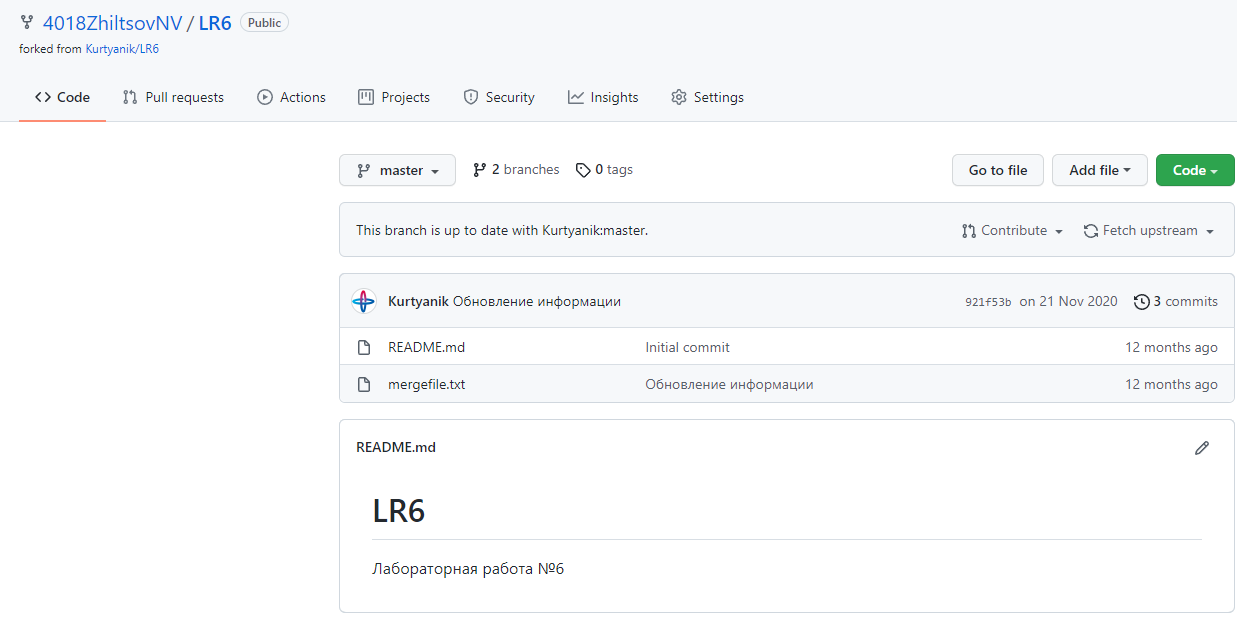 4018ZhiltsovNV / LR6 Public
forked from Kurtyanik/LR6
Code Pull requests Actions Projects Security Insights Settings
master 2 branches 0 tags Go to file Add file Code
This branch is up to date with Kurtyanik:master. Contribute Fetch upstream
Kurtyanik Обновление информации 921f53b on 21 Nov 2020 3 commits
README.md Initial commit 12 months ago
mergefile.txt Обновление информации 12 months ago
README.md
LR6
Лабораторная работа №6